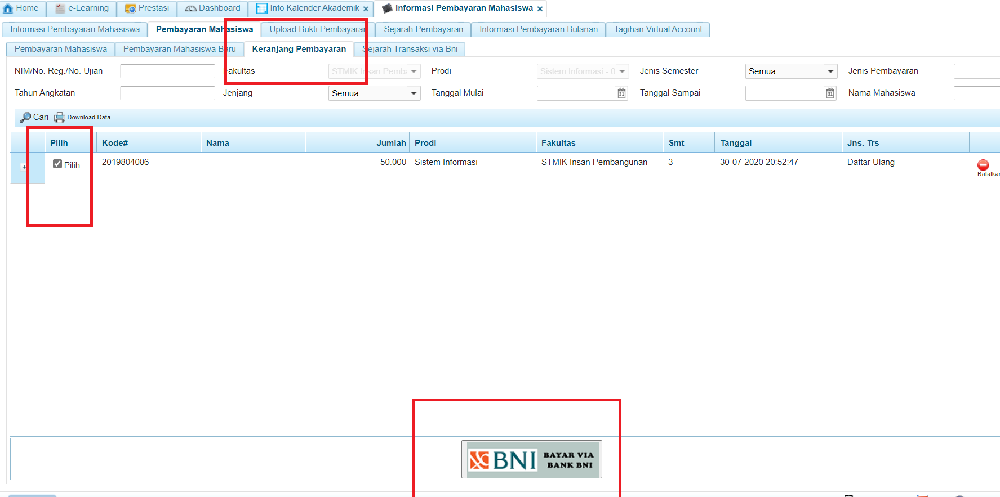 Home e-Learning Prestasi Dashboard Info Kalender Akademik x Informasi Pembayaran Mahasiswa x
Informasi Pembayaran Mahasiswa Pembayaran Mahasiswa Upload Bukti Pembayaran Sejarah Pembayaran Informasi Pembayaran Bulanan Tagihan Virtual Account
Pembayaran Mahasiswa Pembayaran Mahasiswa Baru Keranjang Pembayaran Sejarah Transaksi via Bni
NIM/No. Reg./No. Ujian Fakultas STMIK Insan Pemba Prodi Sistem Informasi - 0 Jenis Semester Semua Jenis Pembayaran
Tahun Angkatan Jenjang Semua Tanggal Mulai 31 Tanggal Sampai 31 Nama Mahasiswa
Cari Download Data
Pilih Kode# Nama Jumlah Prodi Fakultas Smt Tanggal Jns. Trs
+ Pilih 2019804086 50.000 Sistem Informasi STMIK Insan Pembangunan 3 30-07-2020 20:52:47 Daftar Ulang
Batalkan
BNI BAYAR VIA
BANK BNI